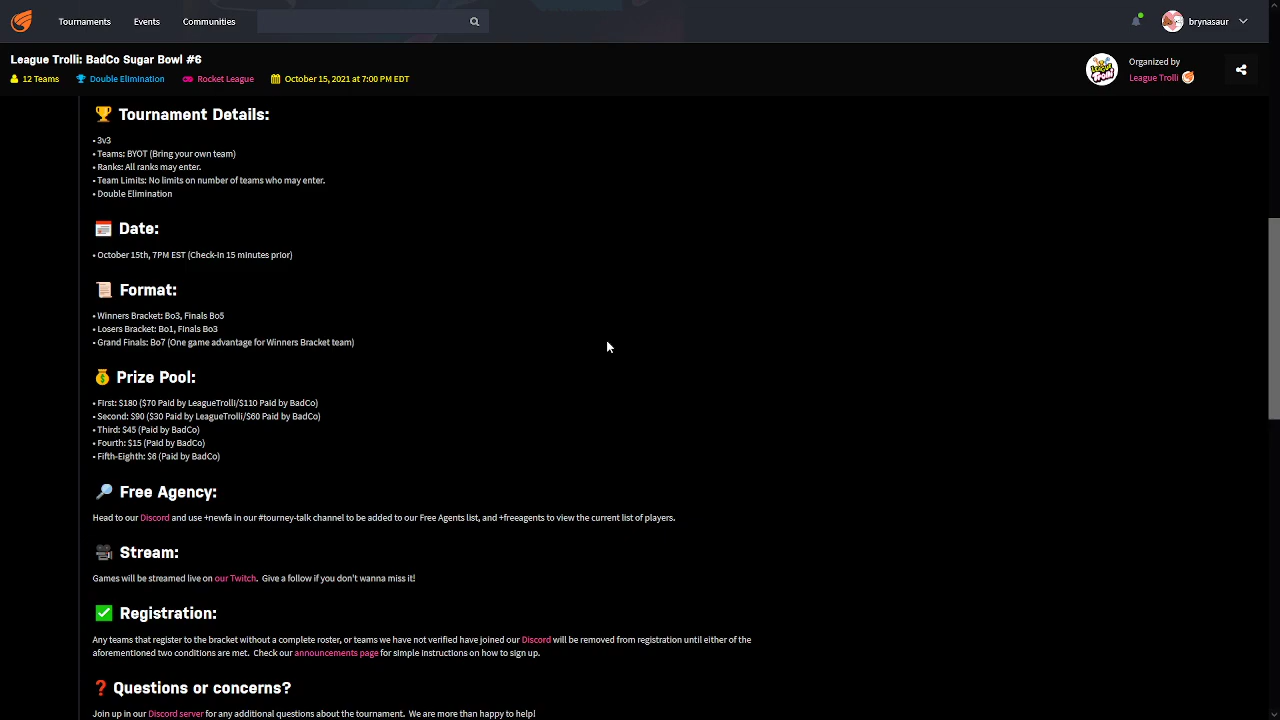 Tournaments
Events
Communities
brynasaur
League Trolli: BadCo Sugar Bowl #6
12 Teams
Double Elimination
Rocket League
October 15, 2021 at 7:00 PM EDT
Organized by
League Trolli
Tournament Details:
• 3v3
• Teams: BYOT (Bring your own team)
• Ranks: All ranks may enter.
• Team Limits: No limits on number of teams who may enter.
• Double Elimination
Date:
• October 15th, 7PM EST (Check-in 15 minutes prior)
Format:
• Winners Bracket: Bo3, Finals Bo5
• Losers Bracket: Bo1, Finals Bo3
• Grand Finals: Bo7 (One game advantage for Winners Bracket team)
Prize Pool:
• First: $180 ($70 Paid by LeagueTrolli/$110 Paid by BadCo)
• Second: $90 ($30 Paid by LeagueTrolli/$60 Paid by BadCo)
• Third: $45 (Paid by BadCo)
• Fourth: $15 (Paid by BadCo)
• Fifth-Eighth: $6 (Paid by BadCo)
Free Agency:
Head to our Discord and use +newfa in our #tourney-talk channel to be added to our Free Agents list, and +freeagents to view the current list of players.
Stream:
Games will be streamed live on our Twitch. Give a follow if you don't wanna miss it!
Registration:
Any teams that register to the bracket without a complete roster, or teams we have not verified have joined our Discord will be removed from registration until either of the
aforementioned two conditions are met. Check our announcements page for simple instructions on how to sign up.
Questions or concerns?
Join up in our Discord server for any additional questions about the tournament. We are more than happy to help!